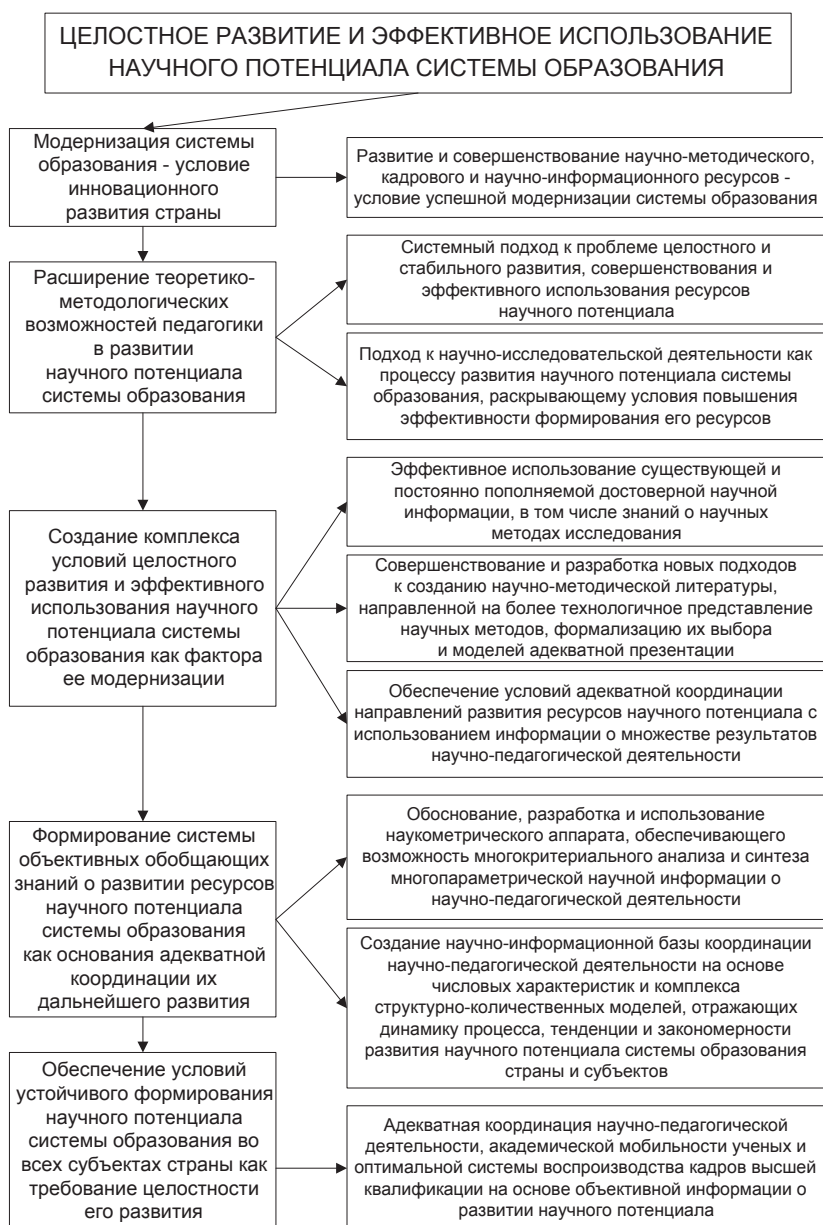 ЦЕЛОСТНОЕ РАЗВИТИЕ И ЭФФЕКТИВНОЕ ИСПОЛЬЗОВАНИЕ
НАУЧНОГО ПОТЕНЦИАЛА СИСТЕМЫ ОБРАЗОВАНИЯ
Модернизация системы
образования - условие
инновационного
развития страны
Развитие и совершенствование научно-методического,
кадрового и научно-информационного ресурсов -
условие успешной модернизации системы образования
Расширение теоретико-
методологических
возможностей педагогики
в развитии
научного потенциала
системы образования
Системный подход к проблеме целостного и
стабильного развития, совершенствования и
эффективного использования ресурсов
научного потенциала
Подход к научно-исследовательской деятельности как
процессу развития научного потенциала системы
образования, раскрывающему условия повышения
эффективности формирования его ресурсов
Создание комплекса
условий целостного
развития и эффективного
использования научного
потенциала системы
образования как фактора
ее модернизации
Эффективное использование существующей и
постоянно пополняемой достоверной научной
информации, в том числе знаний о научных
методах исследования
Совершенствование и разработка новых подходов
к созданию научно-методической литературы,
направленной на более технологичное представление
научных методов, формализацию их выбора
и моделей адекватной презентации
Обеспечение условий адекватной координации
направлений развития ресурсов научного потенциала с
использованием информации о множестве результатов
научно-педагогической деятельности
Формирование системы
объективных обобщающих
знаний о развитии ресурсов
научного потенциала
системы образования
как основания адекватной
координации их
дальнейшего развития
Обоснование, разработка и использование
наукометрического аппарата, обеспечивающего
возможность многокритериального анализа и синтеза
многопараметрической научной информации о
научно-педагогической деятельности
Создание научно-информационной базы координации
научно-педагогической деятельности на основе
числовых характеристик и комплекса
структурно-количественных моделей, отражающих
динамику процесса, тенденции и закономерности
развития научного потенциала системы образования
страны и субъектов
Обеспечение условий
устойчивого формирования
научного потенциала
системы образования во
всех субъектах страны как
требование целостности
его развития
Адекватная координация научно-педагогической
деятельности, академической мобильности ученых и
оптимальной системы воспроизводства кадров высшей
квалификации на основе объективной информации о
развитии научного потенциала